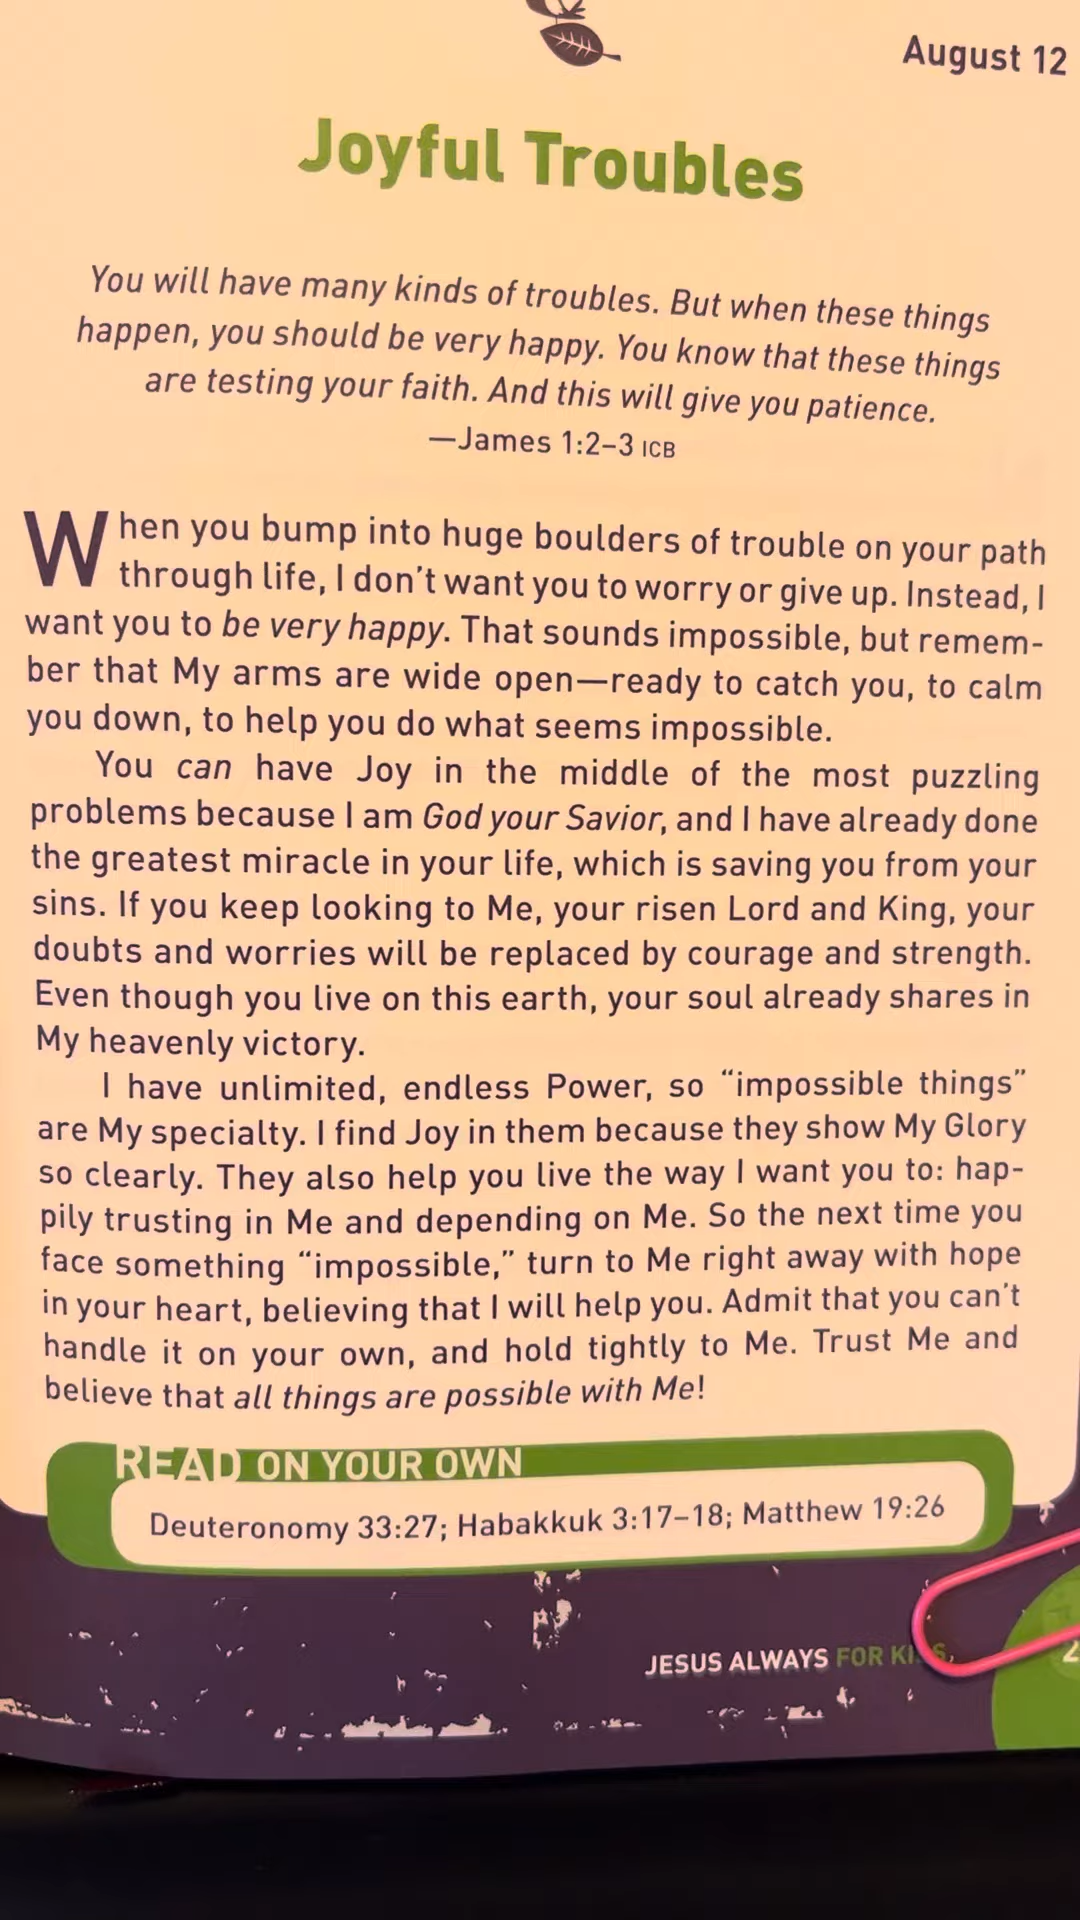 August 12
Joyful Troubles
You will have many kinds of troubles. But when these things
happen, you should be very happy. You know that these things
are testing your faith. And this will give you patience.
—James 1:2–3 ICB
When you bump into huge boulders of trouble on your path
through life, I don't want you to worry or give up. Instead, I
want you to be very happy. That sounds impossible, but remem-
ber that My arms are wide open—ready to catch you, to calm
you down, to help you do what seems impossible.
You can have Joy in the middle of the most puzzling
problems because I am God your Savior, and I have already done
the greatest miracle in your life, which is saving you from your
sins. If you keep looking to Me, your risen Lord and King, your
doubts and worries will be replaced by courage and strength.
Even though you live on this earth, your soul already shares in
My heavenly victory.
I have unlimited, endless Power, so “impossible things”
are My specialty. I find Joy in them because they show My Glory
so clearly. They also help you live the way I want you to: hap-
pily trusting in Me and depending on Me. So the next time you
face something “impossible,” turn to Me right away with hope
in your heart, believing that I will help you. Admit that you can't
handle it on your own, and hold tightly to Me. Trust Me and
believe that all things are possible with Me!
READ ON YOUR OWN
Deuteronomy 33:27; Habakkuk 3:17–18; Matthew 19:26
JESUS ALWAYS FOR